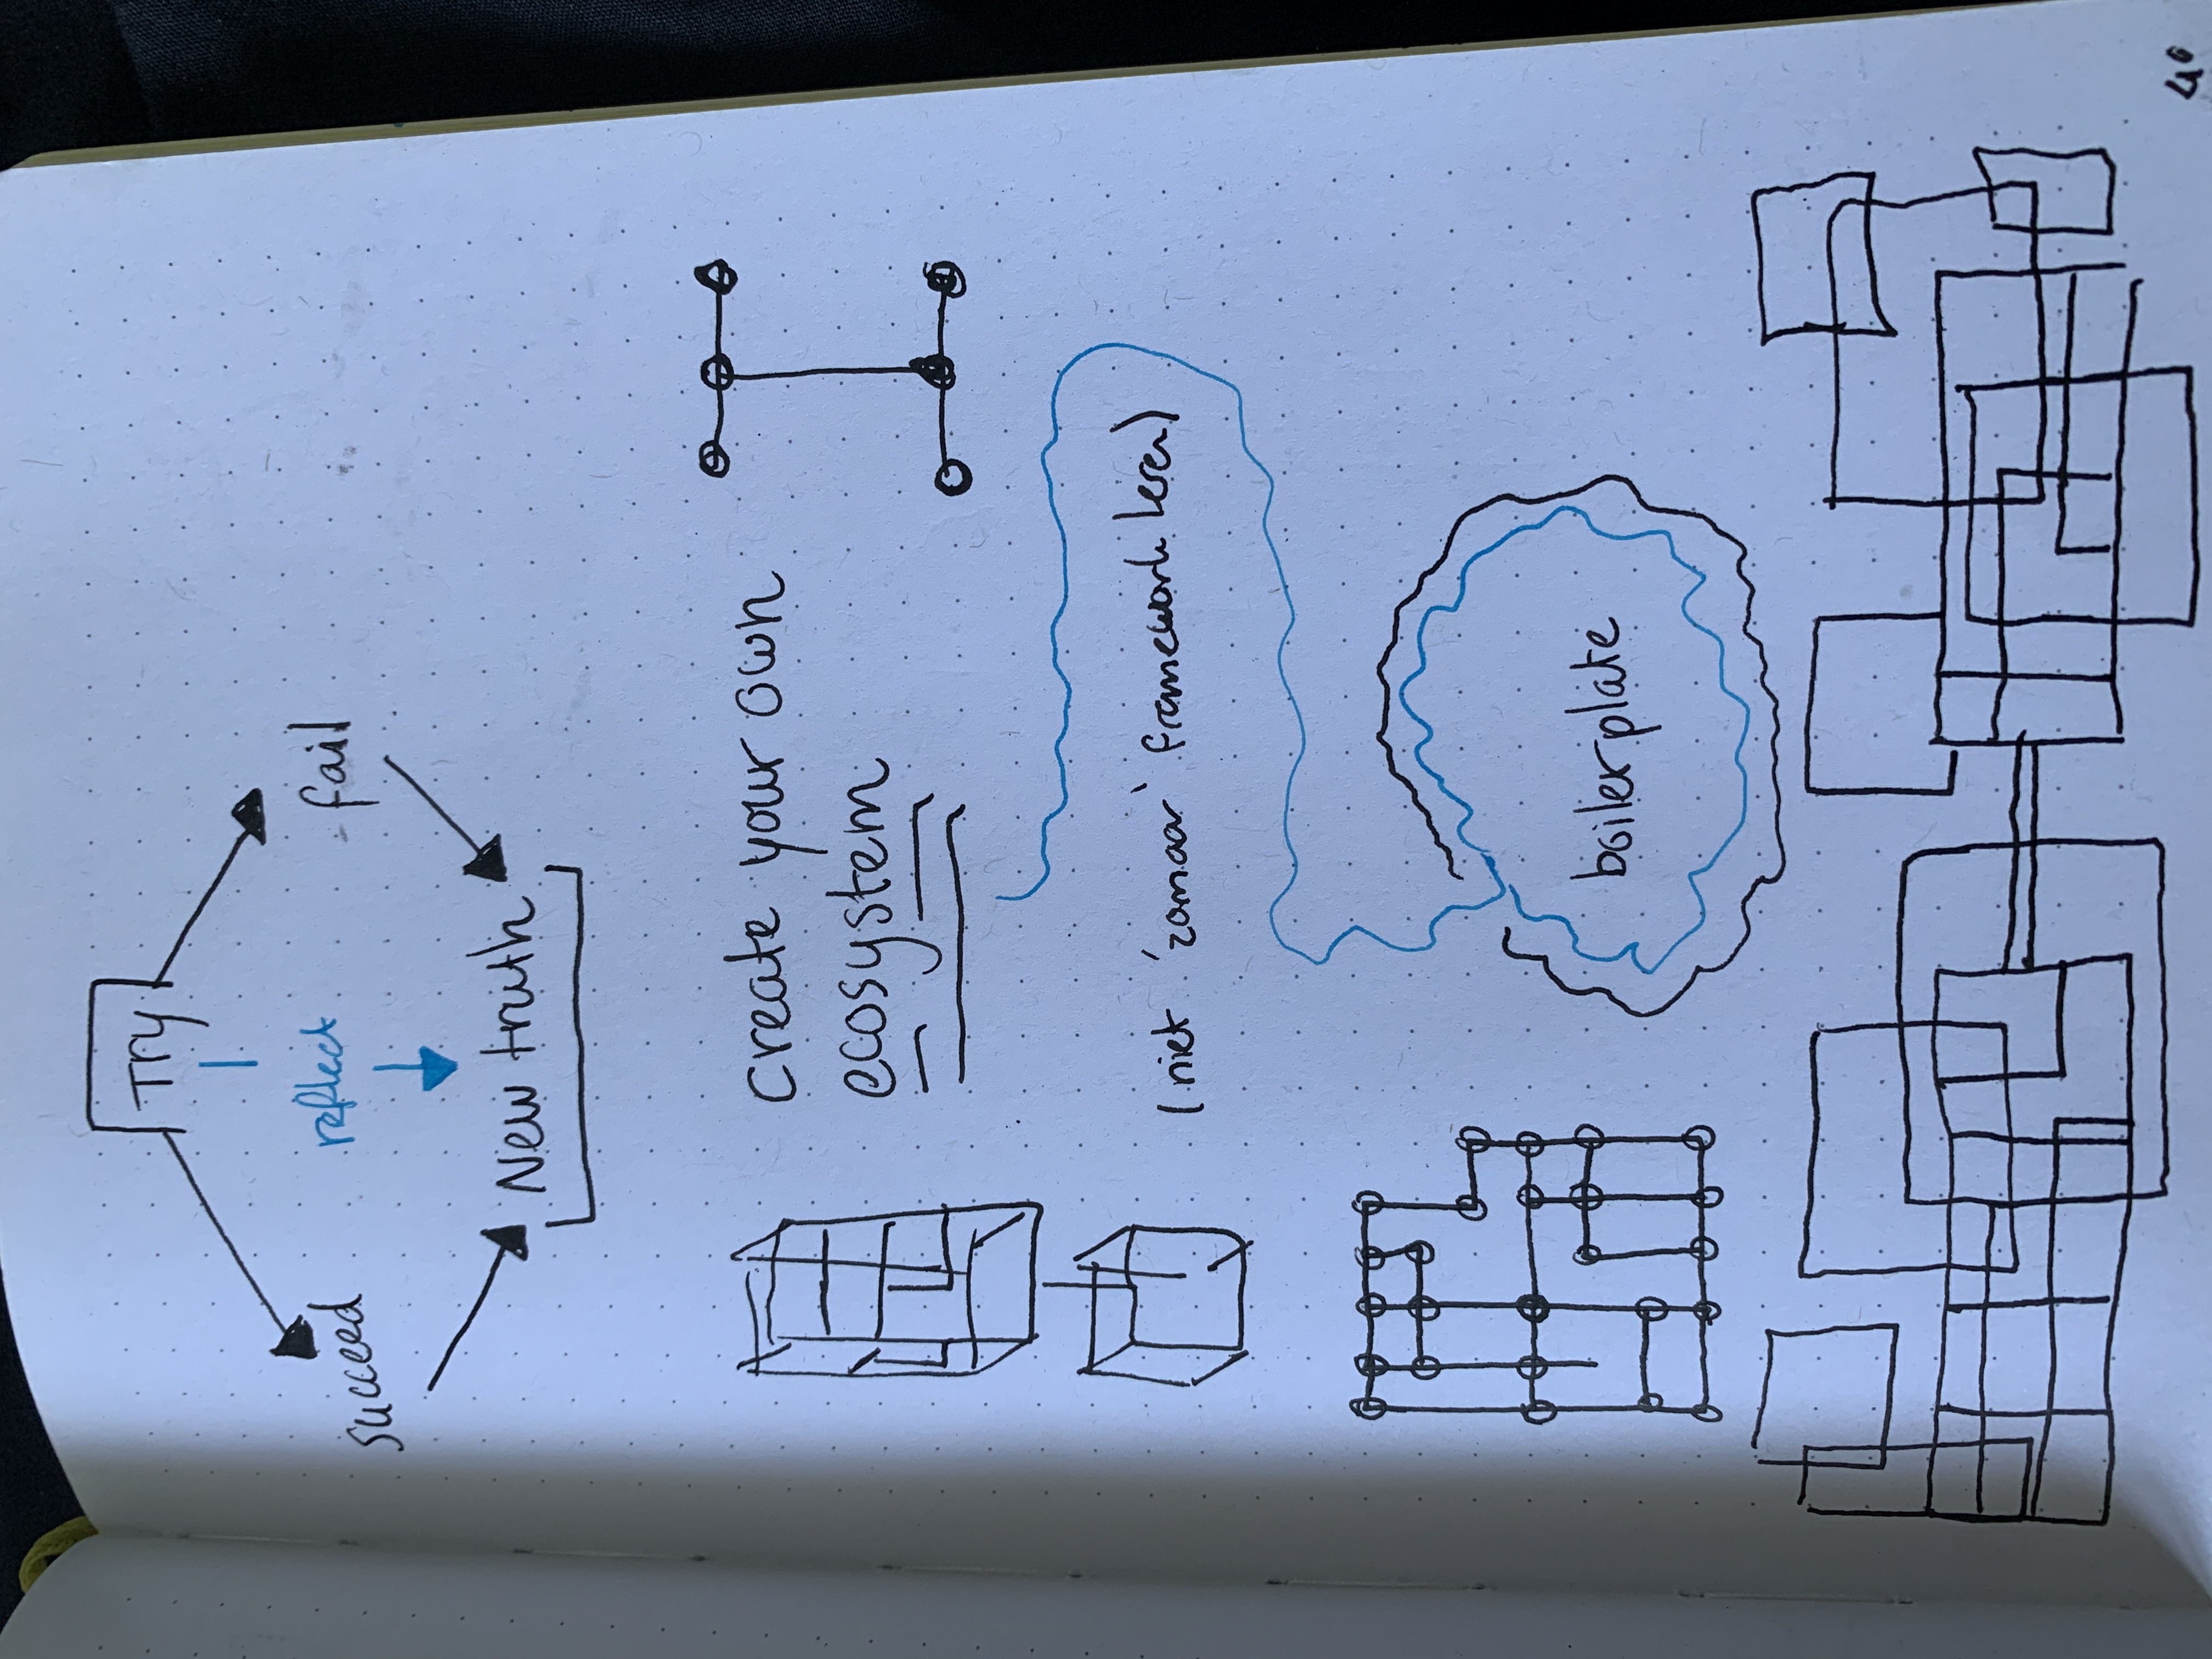 Try
succeed
reflect
fail
New truth
create your own
ecosystem
(niet 'zomaar' framework leren)
boilerplate
40